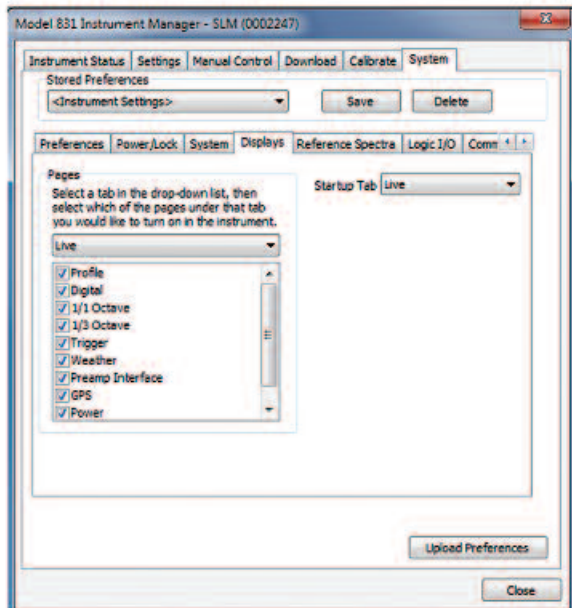 Model 831 Instrument Manager - SLM (0002247)
Instrument Status Settings Manual Control Download Calibrate System
Stored Preferences
<Instrument Settings> Save Delete
Preferences Power/Lock System Displays Reference Spectra Logic I/O Comm
Pages
Select a tab in the drop-down list, then
select which of the pages under that tab
you would like to turn on in the instrument.
Startup Tab Live
Live
Profile
Digital
1/1 Octave
1/3 Octave
Trigger
Weather
Preamp Interface
GPS
Power
Upload Preferences
Close